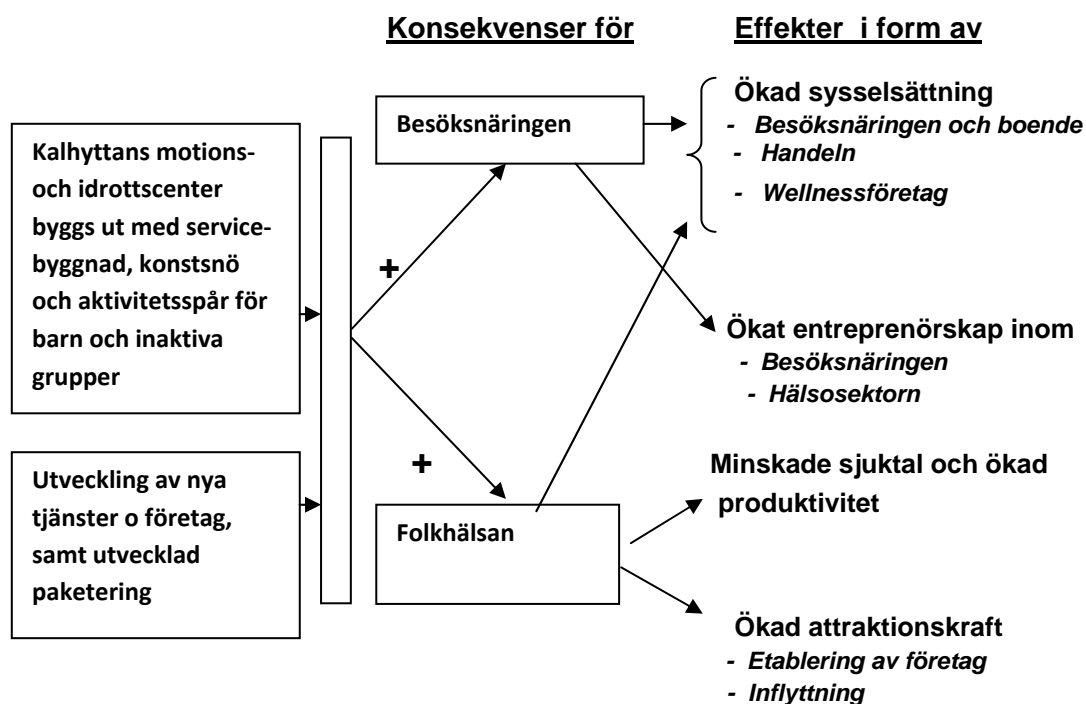 Konsekvenser för
Effekter i form av
Kalhyttans motions-
och idrottscenter
byggs ut med service-
byggnad, konstsnö
och aktivitetsspår för
barn och inaktiva
grupper
Utveckling av nya
tjänster o företag,
samt utvecklad
paketering
+
+
Besöksnäringen
Folkhälsan
Ökad sysselsättning
- Besöksnäringen och boende
- Handeln
- Wellnessföretag
Ökat entreprenörskap inom
- Besöksnäringen
- Hälsosektorn
Minskade sjuktal och ökad
produktivitet
Ökad attraktionskraft
- Etablering av företag
- Inflyttning